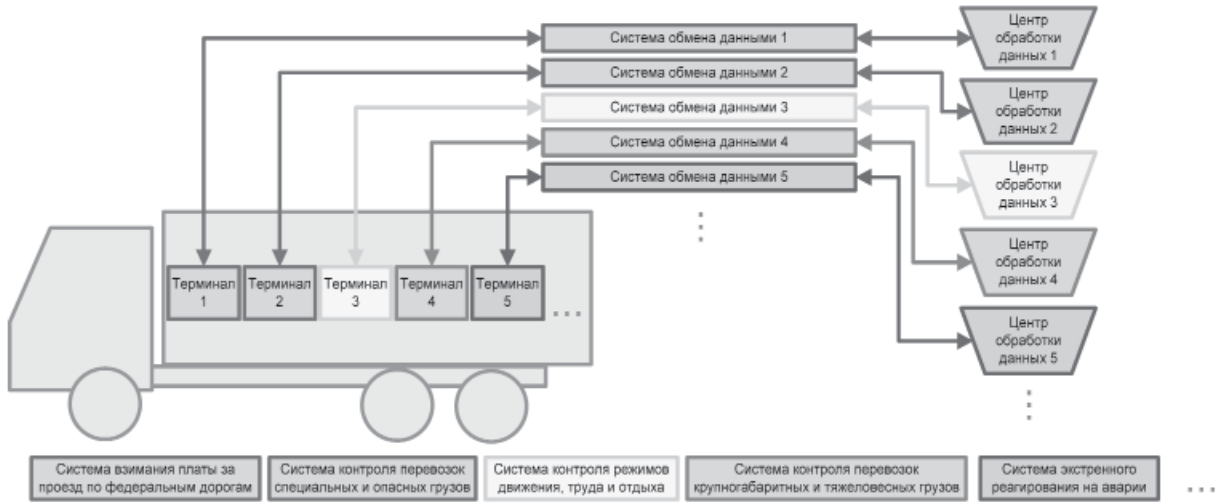 Система обмена данными 1
Система обмена данными 2
Система обмена данными 3
Система обмена данными 4
Система обмена данными 5
Центр
обработки
данных 1
Центр
обработки
данных 2
Центр
обработки
данных 3
Центр
обработки
данных 4
Центр
обработки
данных 5
Терминал
1
Терминал
2
Терминал
3
Терминал
4
Терминал
5
...
Система взимания платы за
проезд по федеральным дорогам
Система контроля перевозок
специальных и опасных грузов
Система контроля режимов
движения, труда и отдыха
Система контроля перевозок
крупногабаритных и тяжеловесных грузов
Система экстренного
реагирования на аварии
...